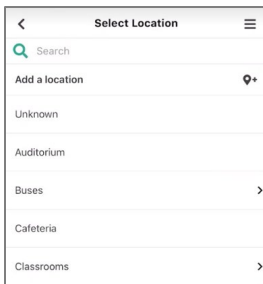 Select Location
Search
Add a location
Unknown
Auditorium
Buses
Cafeteria
Classrooms